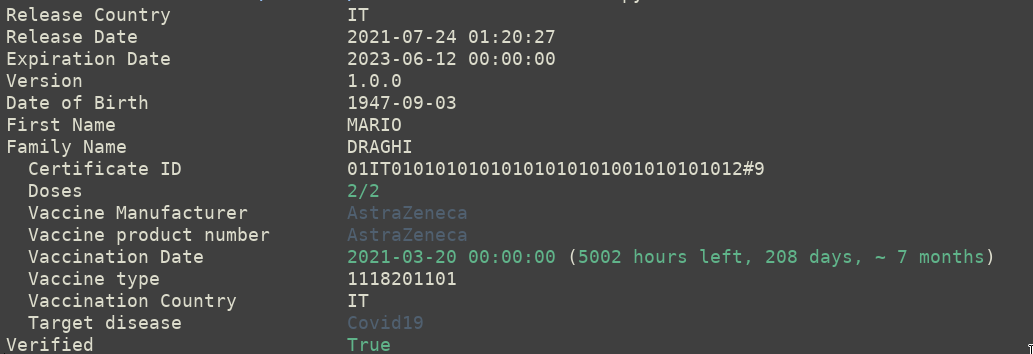 Release Country IT
Release Date 2021-07-24 01:20:27
Expiration Date 2023-06-12 00:00:00
Version 1.0.0
Date of Birth 1947-09-03
First Name MARIO
Family Name DRAGHI
Certificate ID 01IT0101010101010101010010101010​12#9
Doses 2/2
Vaccine Manufacturer AstraZeneca
Vaccine product number AstraZeneca
Vaccination Date 2021-03-20 00:00:00 (5002 hours left, 208 days, ~ 7 months)
Vaccine type 1118201101
Vaccination Country IT
Target disease Covid19
Verified True